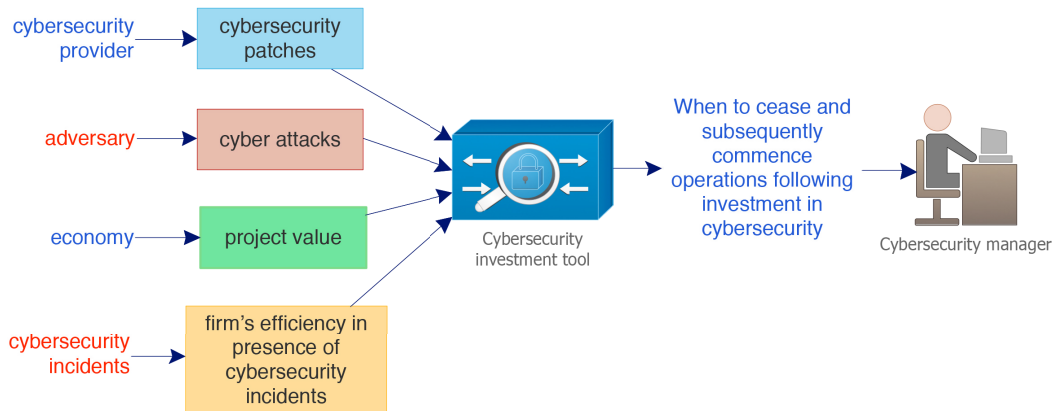 cybersecurity
provider
cybersecurity
patches
adversary
cyber attacks
economy
project value
cybersecurity
incidents
firm's efficiency in
presence of
cybersecurity
incidents
Cybersecurity
investment tool
When to cease and
subsequently
commence
operations following
investment in
cybersecurity
Cybersecurity manager